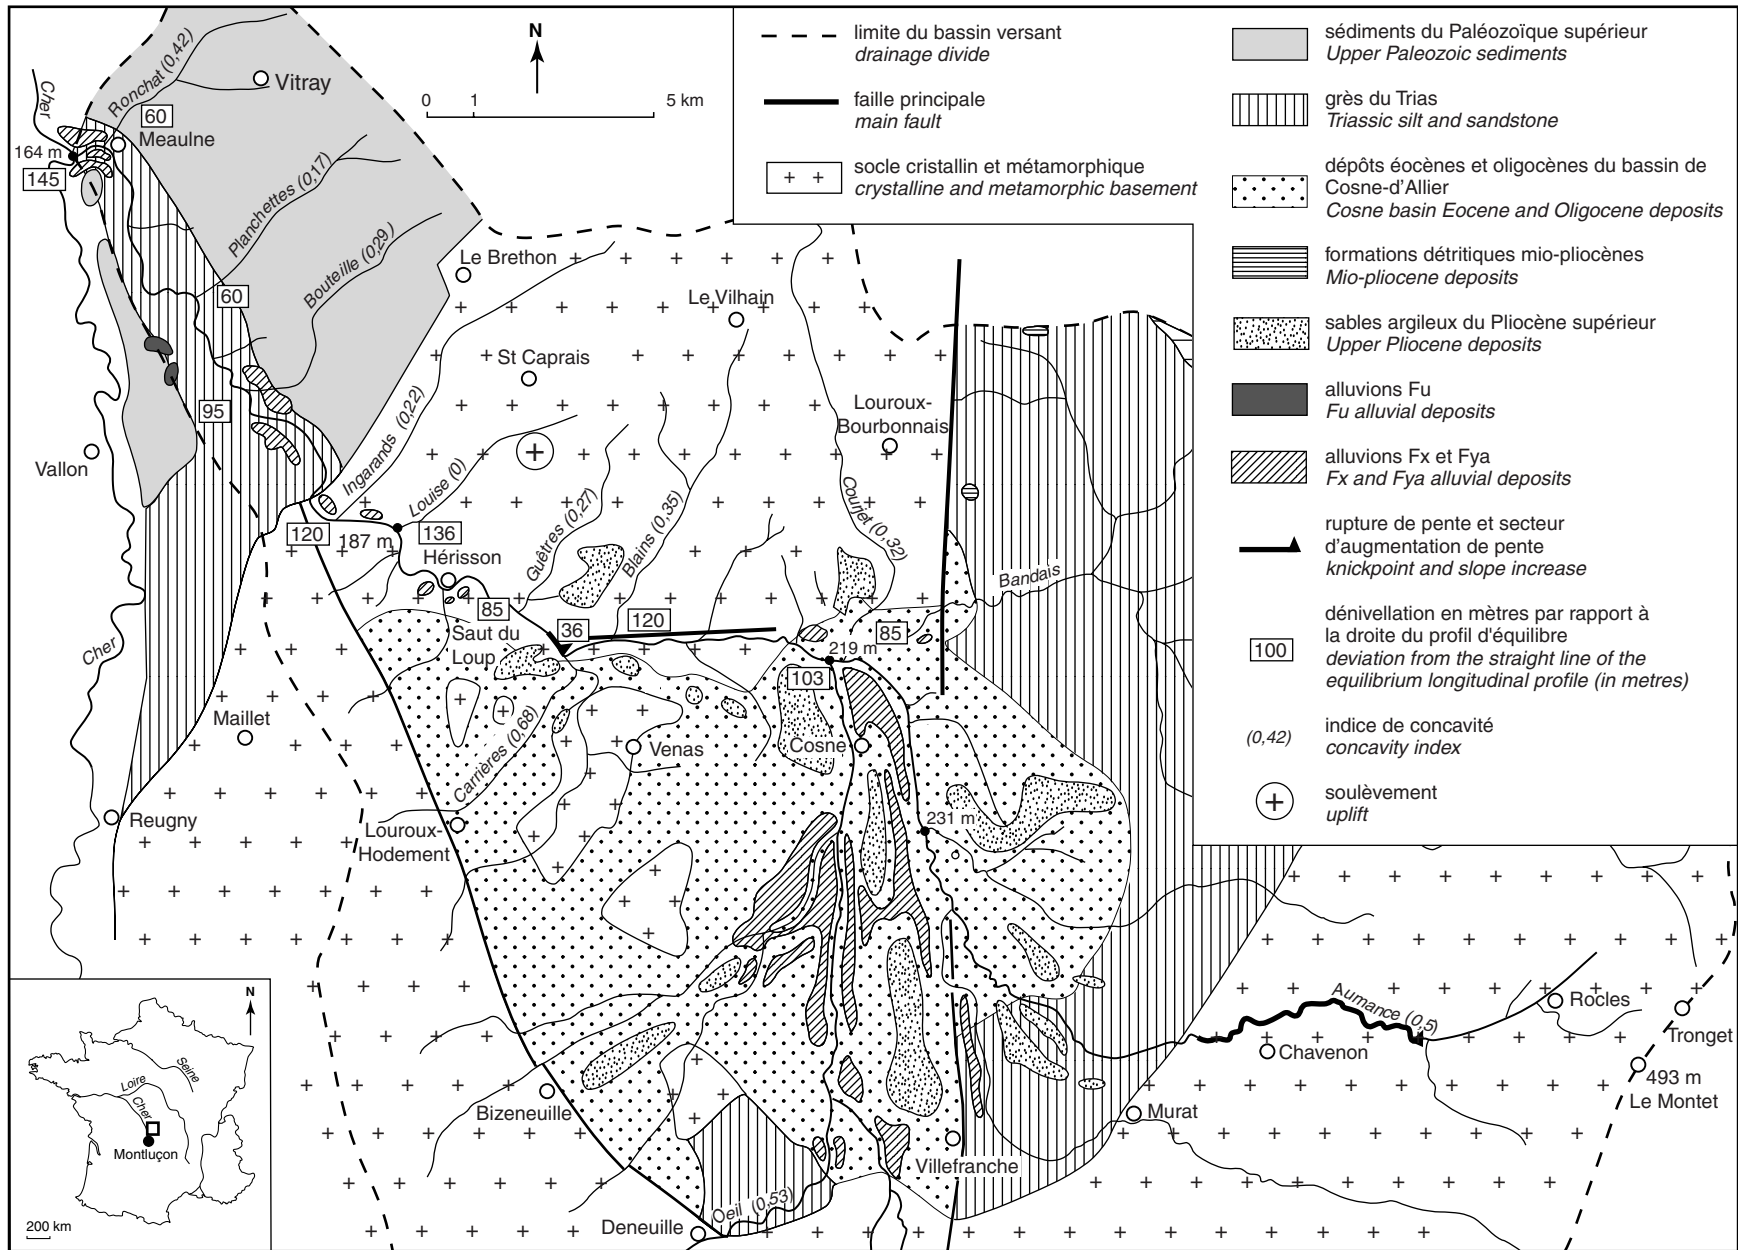 N
0 1 5 km
limite du bassin versant
drainage divide
faille principale
main fault
socle cristallin et métamorphique
crystalline and metamorphic basement
sédiments du Paléozoïque supérieur
Upper Paleozoic sediments
grès du Trias
Triassic silt and sandstone
dépôts éocènes et oligocènes du bassin de
Cosne-d'Allier
Cosne basin Eocene and Oligocene deposits
formations détritiques mio-pliocènes
Mio-pliocene deposits
sables argileux du Pliocène supérieur
Upper Pliocene deposits
alluvions Fu
Fu alluvial deposits
alluvions Fx et Fya
Fx and Fya alluvial deposits
rupture de pente et secteur
d'augmentation de pente
knickpoint and slope increase
100
dénivellation en mètres par rapport à
la droite du profil d'équilibre
deviation from the straight line of the
equilibrium longitudinal profile (in metres)
(0,42)
indice de concavité
concavity index
soulèvement
uplift
Cher
Ronchat (0,42)
Vitray
60
Meaulne
164 m
145
Planchettes (0,17)
Bouteille (0,29)
60
95
Vallon
Le Brethon
Le Vilhain
St Caprais
Louroux-
Bourbonnais
Ingarands (0,22)
Louise (0)
Guêtres (0,27)
Blains (0,35)
Courjet (0,32)
Bandais
120
187 m
136
Hérisson
85
Saut du
Loup
36
120
85
219 m
103
Cher
Maillet
Carrières (0,68)
Venas
Cosne
Reugny
Louroux-
Hodement
231 m
Aumance (0,5)
Rocles
Tronget
Chavenon
493 m
Le Montet
Bizeneuille
Murat
Villefranche
Oeil (0,53)
Deneuille
N
Seine
Loire
Cher
Montluçon
200 km